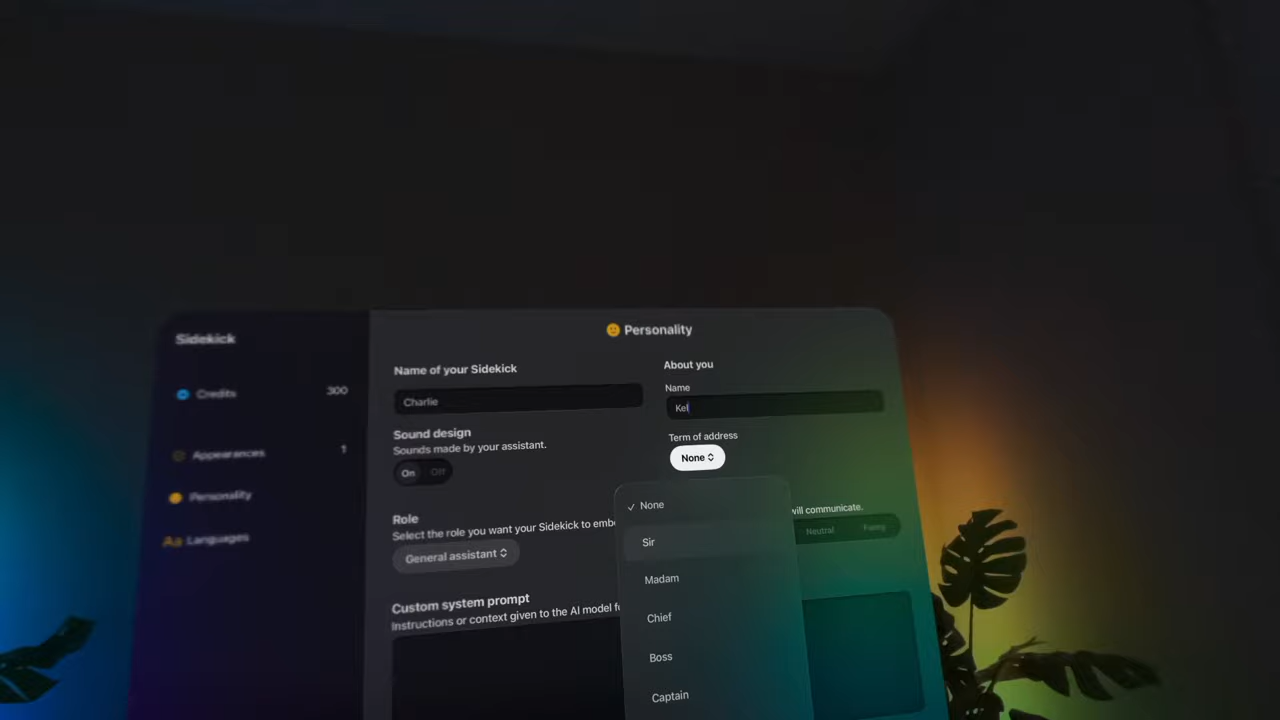 Sidekick
Credits 300
Appearances 1
Personality
Aa Languages
Personality
Name of your Sidekick
Charlie
Sound design
Sounds made by your assistant.
On Off
Role
Select the role you want your Sidekick to
General assistant
Custom system prompt
Instructions or context given to the AI model
About you
Name
Kel
Term of address
None
✓ None
Sir
Madam
Chief
Boss
Captain
will communicate.
Neutral